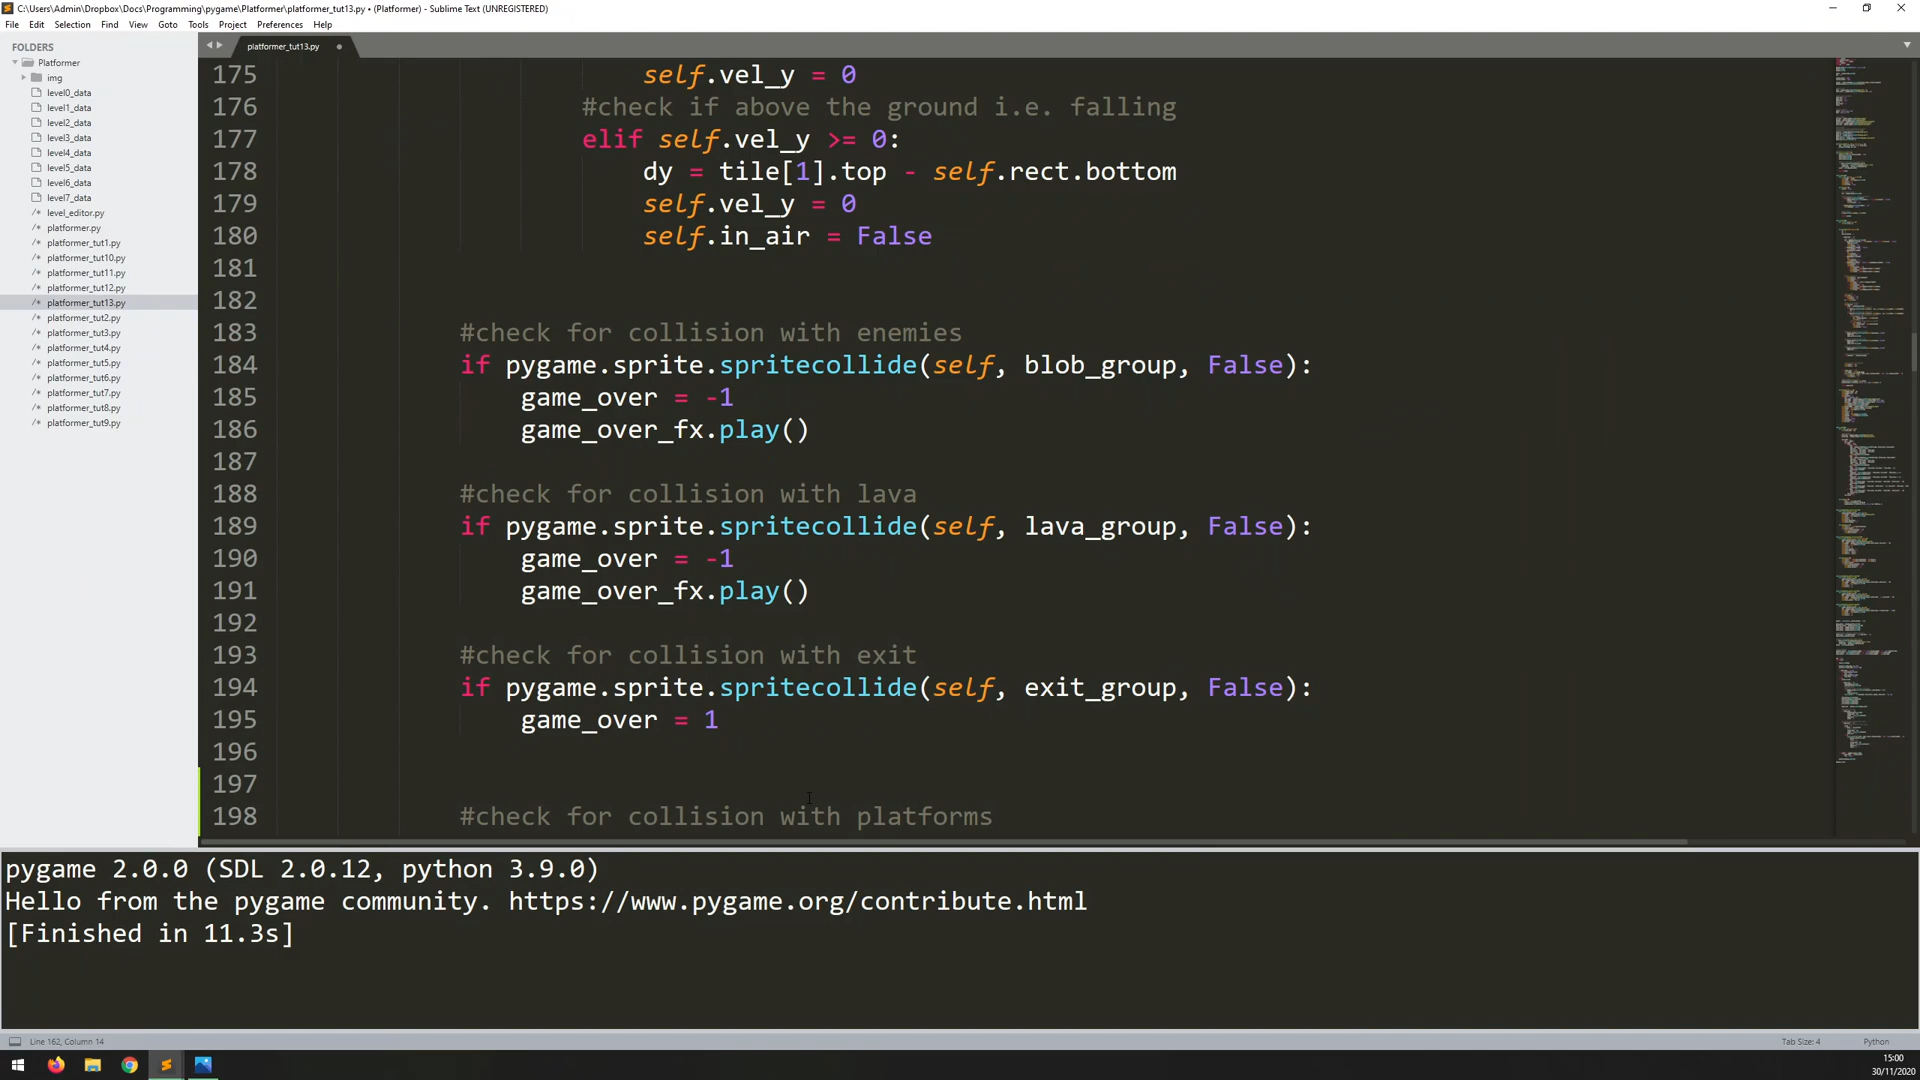 C:\Users\Admin\Dropbox\Docs\Programming\pygame\Platformer\platformer_tut13.py • (Platformer) - Sublime Text (UNREGISTERED)
File Edit Selection Find View Goto Tools Project Preferences Help
FOLDERS
Platformer
img
level0_data
level1_data
level2_data
level3_data
level4_data
level5_data
level6_data
level7_data
level_editor.py
platformer.py
platformer_tut1.py
platformer_tut10.py
platformer_tut11.py
platformer_tut12.py
platformer_tut13.py
platformer_tut2.py
platformer_tut3.py
platformer_tut4.py
platformer_tut5.py
platformer_tut6.py
platformer_tut7.py
platformer_tut8.py
platformer_tut9.py
platformer_tut13.py
175 self.vel_y = 0
176 #check if above the ground i.e. falling
177 elif self.vel_y >= 0:
178 dy = tile[1].top - self.rect.bottom
179 self.vel_y = 0
180 self.in_air = False
181
182
183 #check for collision with enemies
184 if pygame.sprite.spritecollide(self, blob_group, False):
185 game_over = -1
186 game_over_fx.play()
187
188 #check for collision with lava
189 if pygame.sprite.spritecollide(self, lava_group, False):
190 game_over = -1
191 game_over_fx.play()
192
193 #check for collision with exit
194 if pygame.sprite.spritecollide(self, exit_group, False):
195 game_over = 1
196
197
198 #check for collision with platforms
pygame 2.0.0 (SDL 2.0.12, python 3.9.0)
Hello from the pygame community. https://www.pygame.org/contribute.html
[Finished in 11.3s]
Line 162, Column 14
Tab Size: 4
Python
15:00
30/11/2020